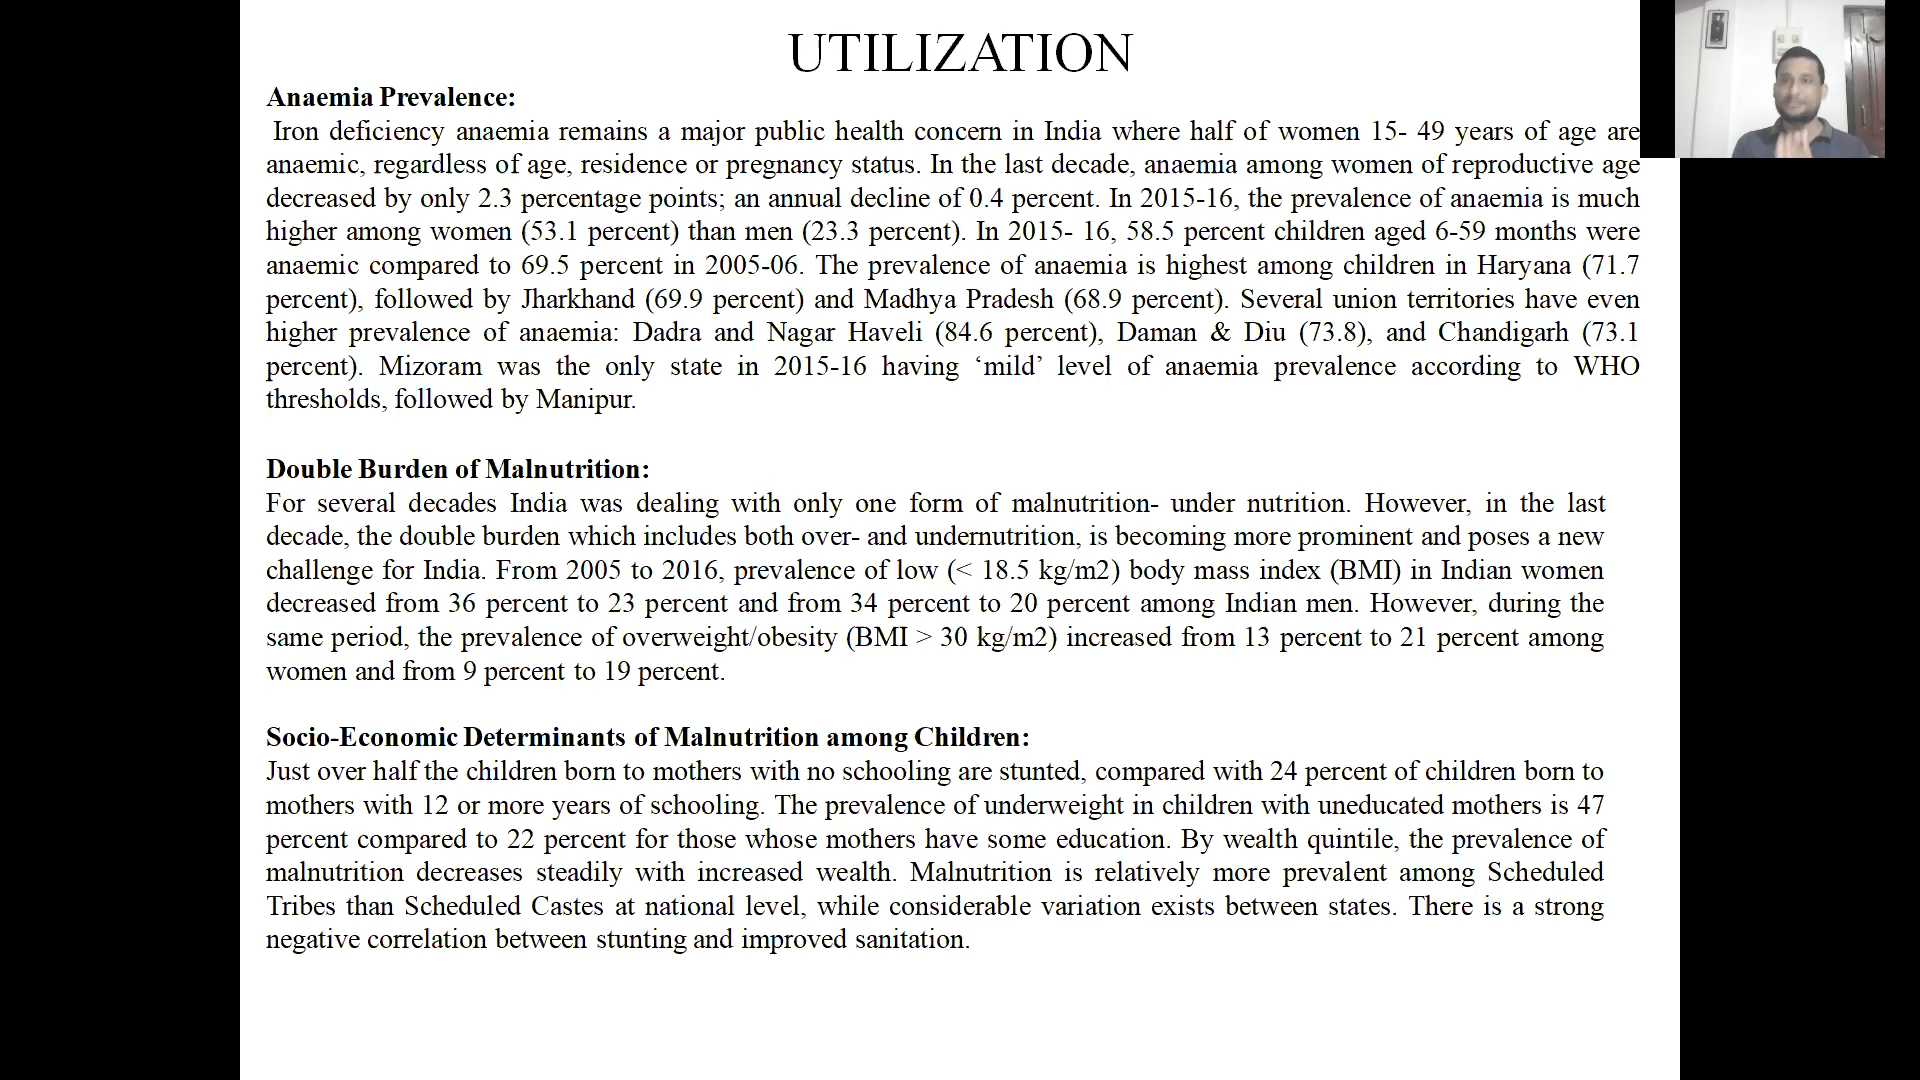 UTILIZATION
Anaemia Prevalence:
Iron deficiency anaemia remains a major public health concern in India where half of women 15- 49 years of age are
anaemic, regardless of age, residence or pregnancy status. In the last decade, anaemia among women of reproductive age
decreased by only 2.3 percentage points; an annual decline of 0.4 percent. In 2015-16, the prevalence of anaemia is much
higher among women (53.1 percent) than men (23.3 percent). In 2015- 16, 58.5 percent children aged 6-59 months were
anaemic compared to 69.5 percent in 2005-06. The prevalence of anaemia is highest among children in Haryana (71.7
percent), followed by Jharkhand (69.9 percent) and Madhya Pradesh (68.9 percent). Several union territories have even
higher prevalence of anaemia: Dadra and Nagar Haveli (84.6 percent), Daman & Diu (73.8), and Chandigarh (73.1
percent). Mizoram was the only state in 2015-16 having ‘mild’ level of anaemia prevalence according to WHO
thresholds, followed by Manipur.
Double Burden of Malnutrition:
For several decades India was dealing with only one form of malnutrition- under nutrition. However, in the last
decade, the double burden which includes both over- and undernutrition, is becoming more prominent and poses a new
challenge for India. From 2005 to 2016, prevalence of low (< 18.5 kg/m2) body mass index (BMI) in Indian women
decreased from 36 percent to 23 percent and from 34 percent to 20 percent among Indian men. However, during the
same period, the prevalence of overweight/obesity (BMI > 30 kg/m2) increased from 13 percent to 21 percent among
women and from 9 percent to 19 percent.
Socio-Economic Determinants of Malnutrition among Children:
Just over half the children born to mothers with no schooling are stunted, compared with 24 percent of children born to
mothers with 12 or more years of schooling. The prevalence of underweight in children with uneducated mothers is 47
percent compared to 22 percent for those whose mothers have some education. By wealth quintile, the prevalence of
malnutrition decreases steadily with increased wealth. Malnutrition is relatively more prevalent among Scheduled
Tribes than Scheduled Castes at national level, while considerable variation exists between states. There is a strong
negative correlation between stunting and improved sanitation.